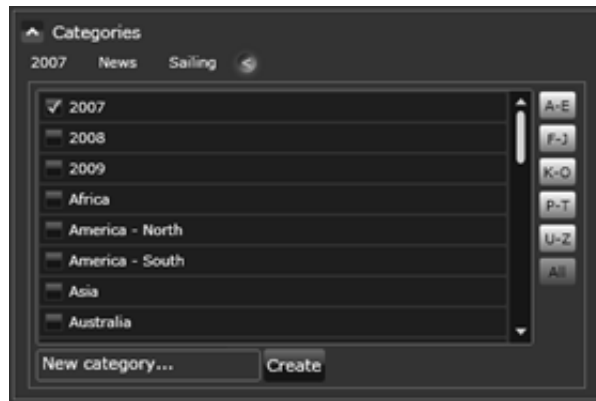 Categories
2007 News Sailing
2007
2008
2009
Africa
America - North
America - South
Asia
Australia
A-E
F-J
K-O
P-T
U-Z
All
New category...
Create